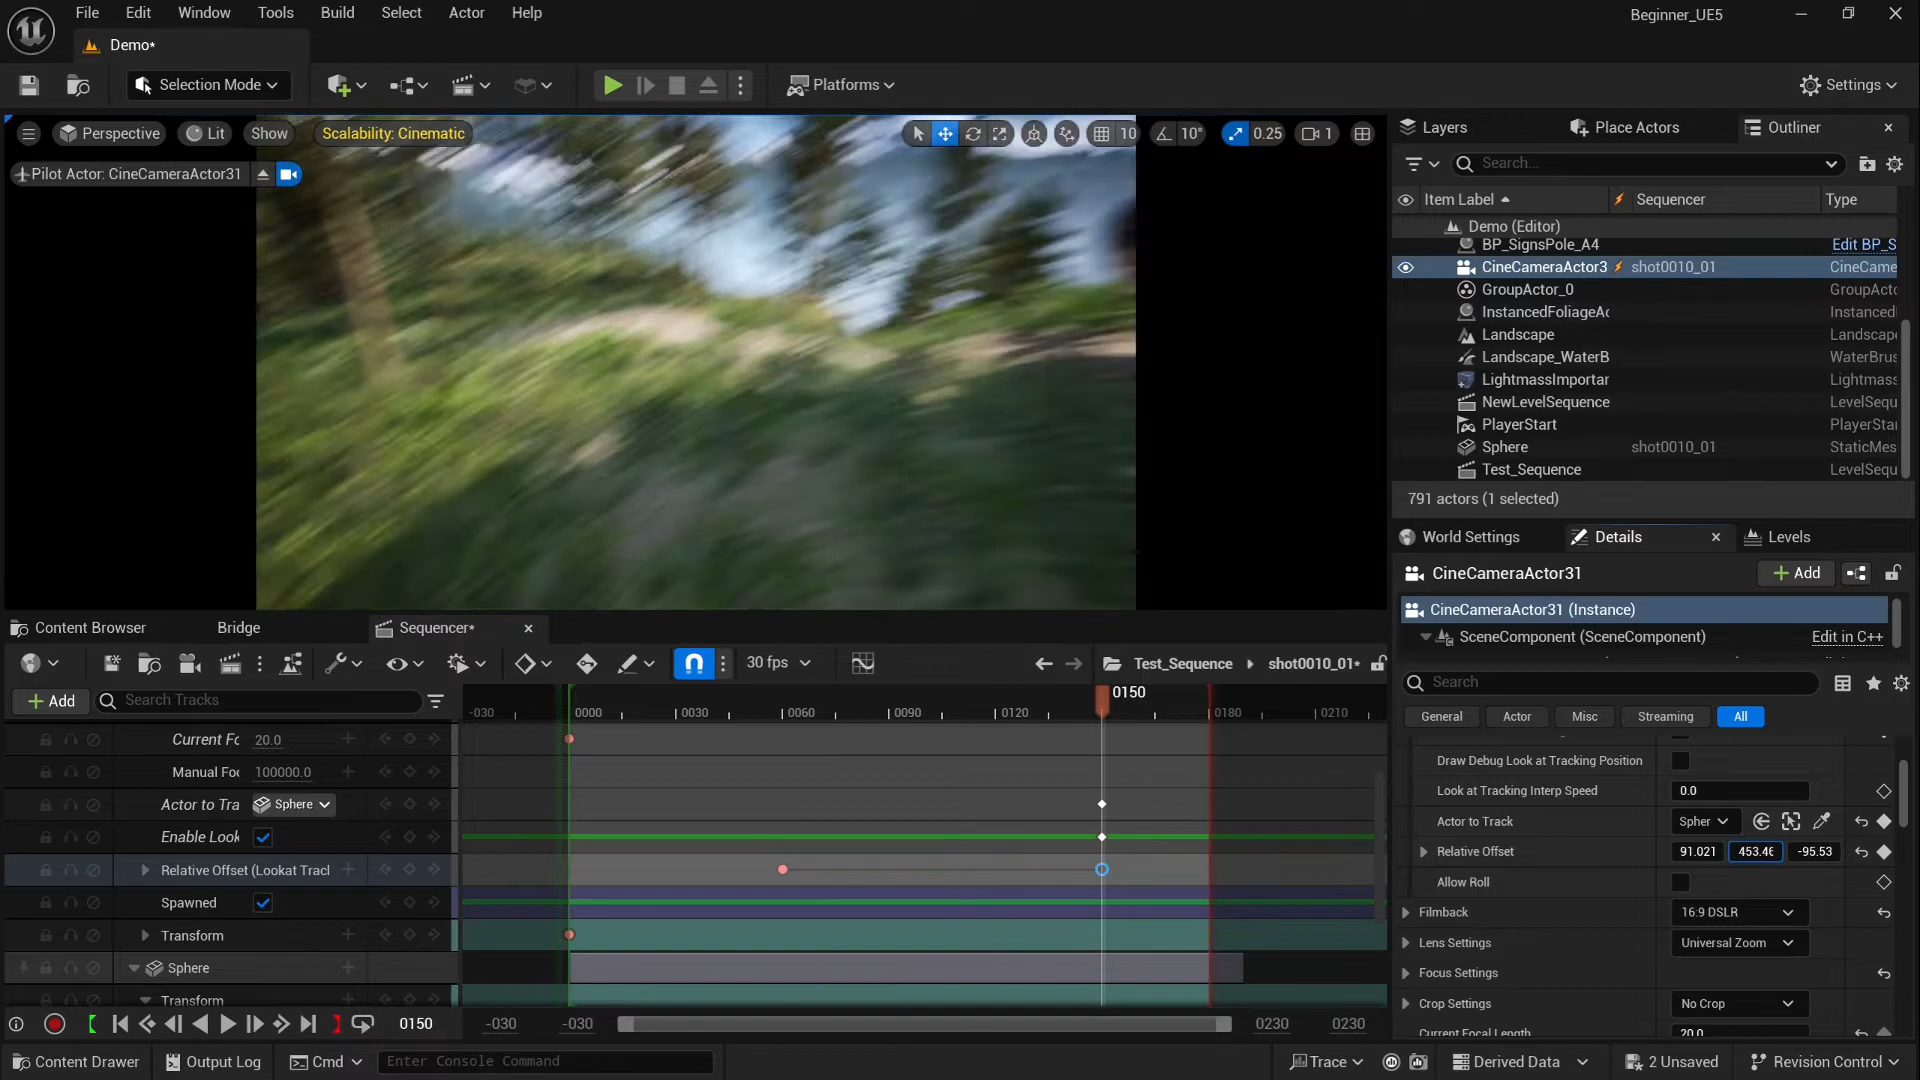 File Edit Window Tools Build Select Actor Help
Beginner_UE5
Demo*
Selection Mode
Platforms
Settings
Perspective Lit Show Scalability: Cinematic
10 10° 0.25 1
Pilot Actor: CineCameraActor31
Layers Place Actors Outliner
Search...
Item Label Sequencer Type
Demo (Editor)
BP_SignsPole_A4 Edit BP_S
CineCameraActor3 shot0010_01 CineCame
GroupActor_0 GroupActo
InstancedFoliageAc Instanced
Landscape Landscape
Landscape_WaterB WaterBrus
LightmassImportar Lightmass
NewLevelSequence LevelSequ
PlayerStart PlayerSta
Sphere shot0010_01 StaticMes
Test_Sequence LevelSequ
791 actors (1 selected)
World Settings Details Levels
CineCameraActor31 Add
CineCameraActor31 (Instance)
SceneComponent (SceneComponent) Edit in C++
Search
General Actor Misc Streaming All
Draw Debug Look at Tracking Position
Look at Tracking Interp Speed 0.0
Actor to Track Spher
Relative Offset 91.021 453.46 -95.53
Allow Roll
Filmback 16:9 DSLR
Lens Settings Universal Zoom
Focus Settings
Crop Settings No Crop
Current Focal Length 20.0
Content Browser Bridge Sequencer*
30 fps
Test_Sequence shot0010_01*
Add Search Tracks
0150
-030 0000 0030 0060 0090 0120 0180 0210
Current Fo 20.0
Manual Foc 100000.0
Actor to Tra Sphere
Enable Look
Relative Offset (Lookat Tracl
Spawned
Transform
Sphere
Transform
0150 -030 -030 0230 0230
Content Drawer Output Log Cmd Enter Console Command Trace Derived Data 2 Unsaved Revision Control